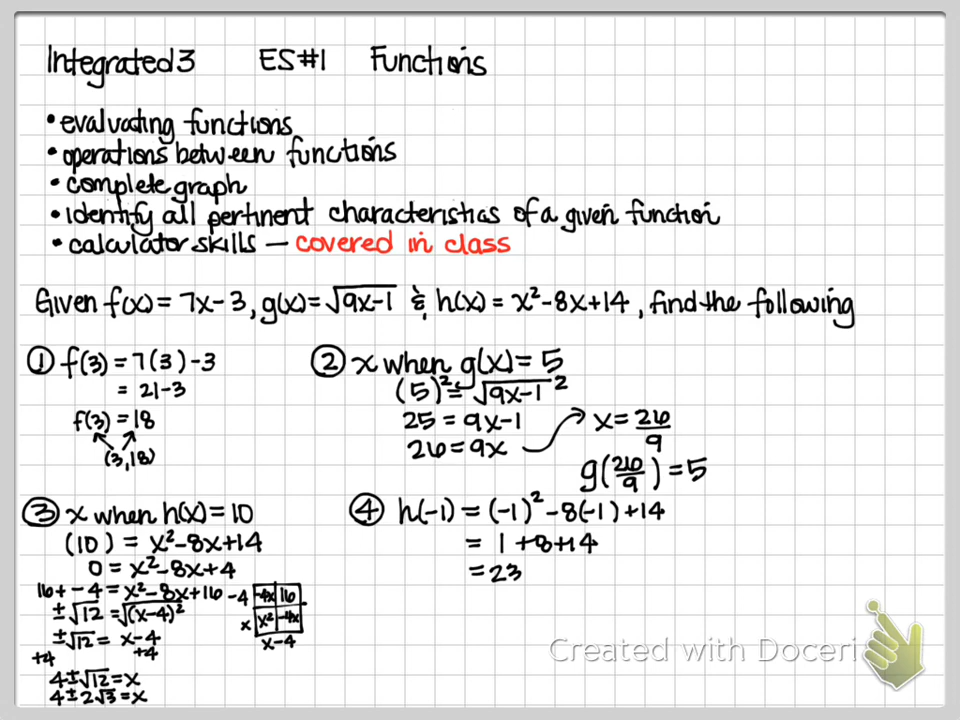 Integrated 3 ES#1 Functions
• evaluating functions
• operations between functions
• complete graph
• identify all pertinent characteristics of a given function
• calculator skills — covered in class
Given f(x) = 7x-3, g(x) = √9x-1 & h(x) = x²-8x+14, find the following
① f(3) = 7(3) -3
= 21-3
f(3) = 18
(3,18)
② x when g(x) = 5
(5)² = √9x-1²
25 = 9x-1
26 = 9x
x = 26/9
g(26/9) = 5
③ x when h(x) = 10
(10) = x²-8x+14
0 = x²-8x+4
16 + -4 = x²-8x+16
±√12 = √(x-4)²
±√12 = x-4
+4 +4
4±√12 = x
4±2√3 = x
-4 -4x 16
x x² -4x
x -4
④ h(-1) = (-1)² -8(-1) +14
= 1 +8+14
= 23
Created with Doceri